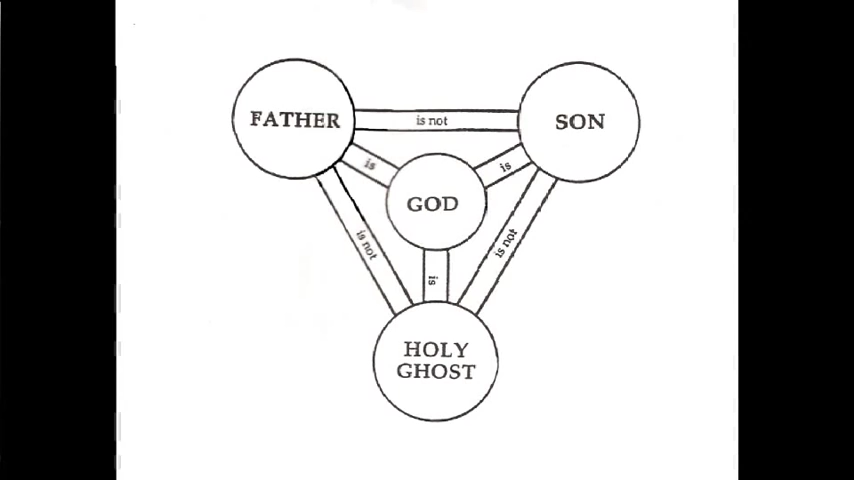 FATHER
is not
SON
is
is
GOD
is not
is not
is
HOLY
GHOST